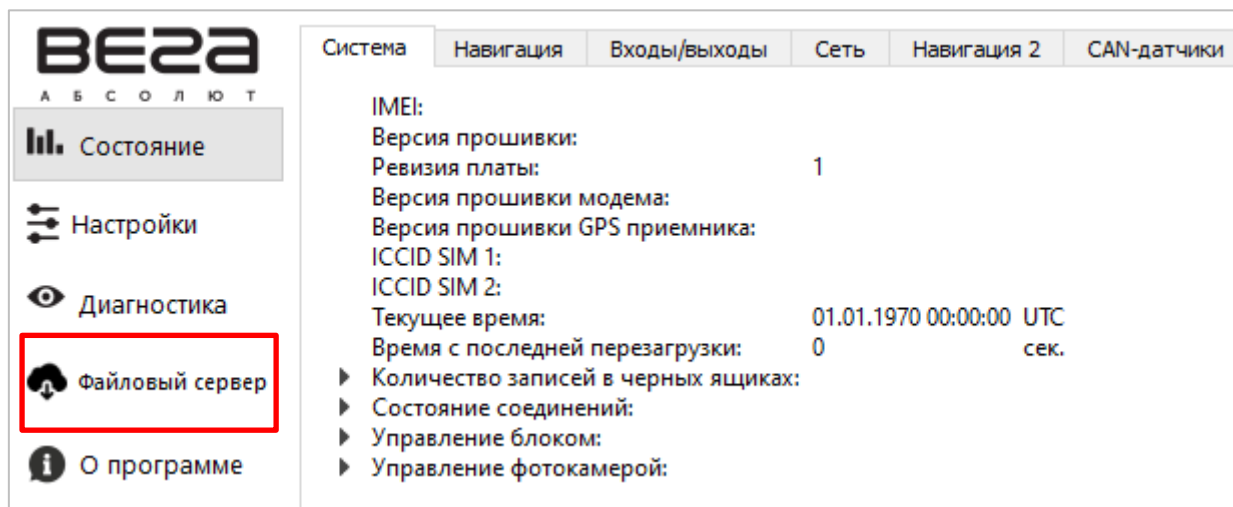 ВЕГА
АБСОЛЮТ
Состояние
Настройки
Диагностика
Файловый сервер
О программе
Система Навигация Входы/выходы Сеть Навигация 2 CAN-датчики
IMEI:
Версия прошивки:
Ревизия платы: 1
Версия прошивки модема:
Версия прошивки GPS приемника:
ICCID SIM 1:
ICCID SIM 2:
Текущее время: 01.01.1970 00:00:00 UTC
Время с последней перезагрузки: 0 сек.
Количество записей в черных ящиках:
Состояние соединений:
Управление блоком:
Управление фотокамерой: